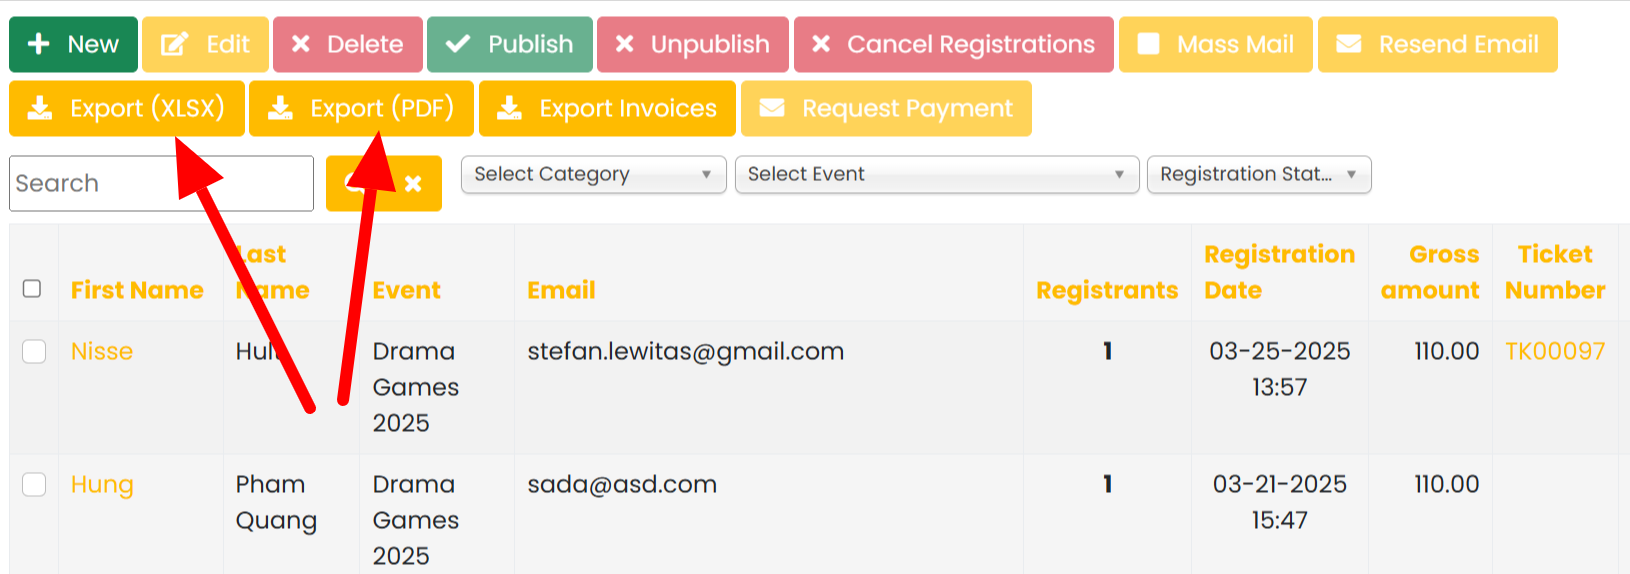 New Edit Delete Publish Unpublish Cancel Registrations Mass Mail Resend Email
Export (XLSX) Export (PDF) Export Invoices Request Payment
Search Select Category Select Event Registration Stat...
First Name Last Name Event Email Registrants Registration Date Gross amount Ticket Number
Nisse Drama Games 2025 stefan.lewitas@gmail.com 1 03-25-2025 13:57 110.00 TK00097
Hung Pham Quang Drama Games 2025 sada@asd.com 1 03-21-2025 15:47 110.00